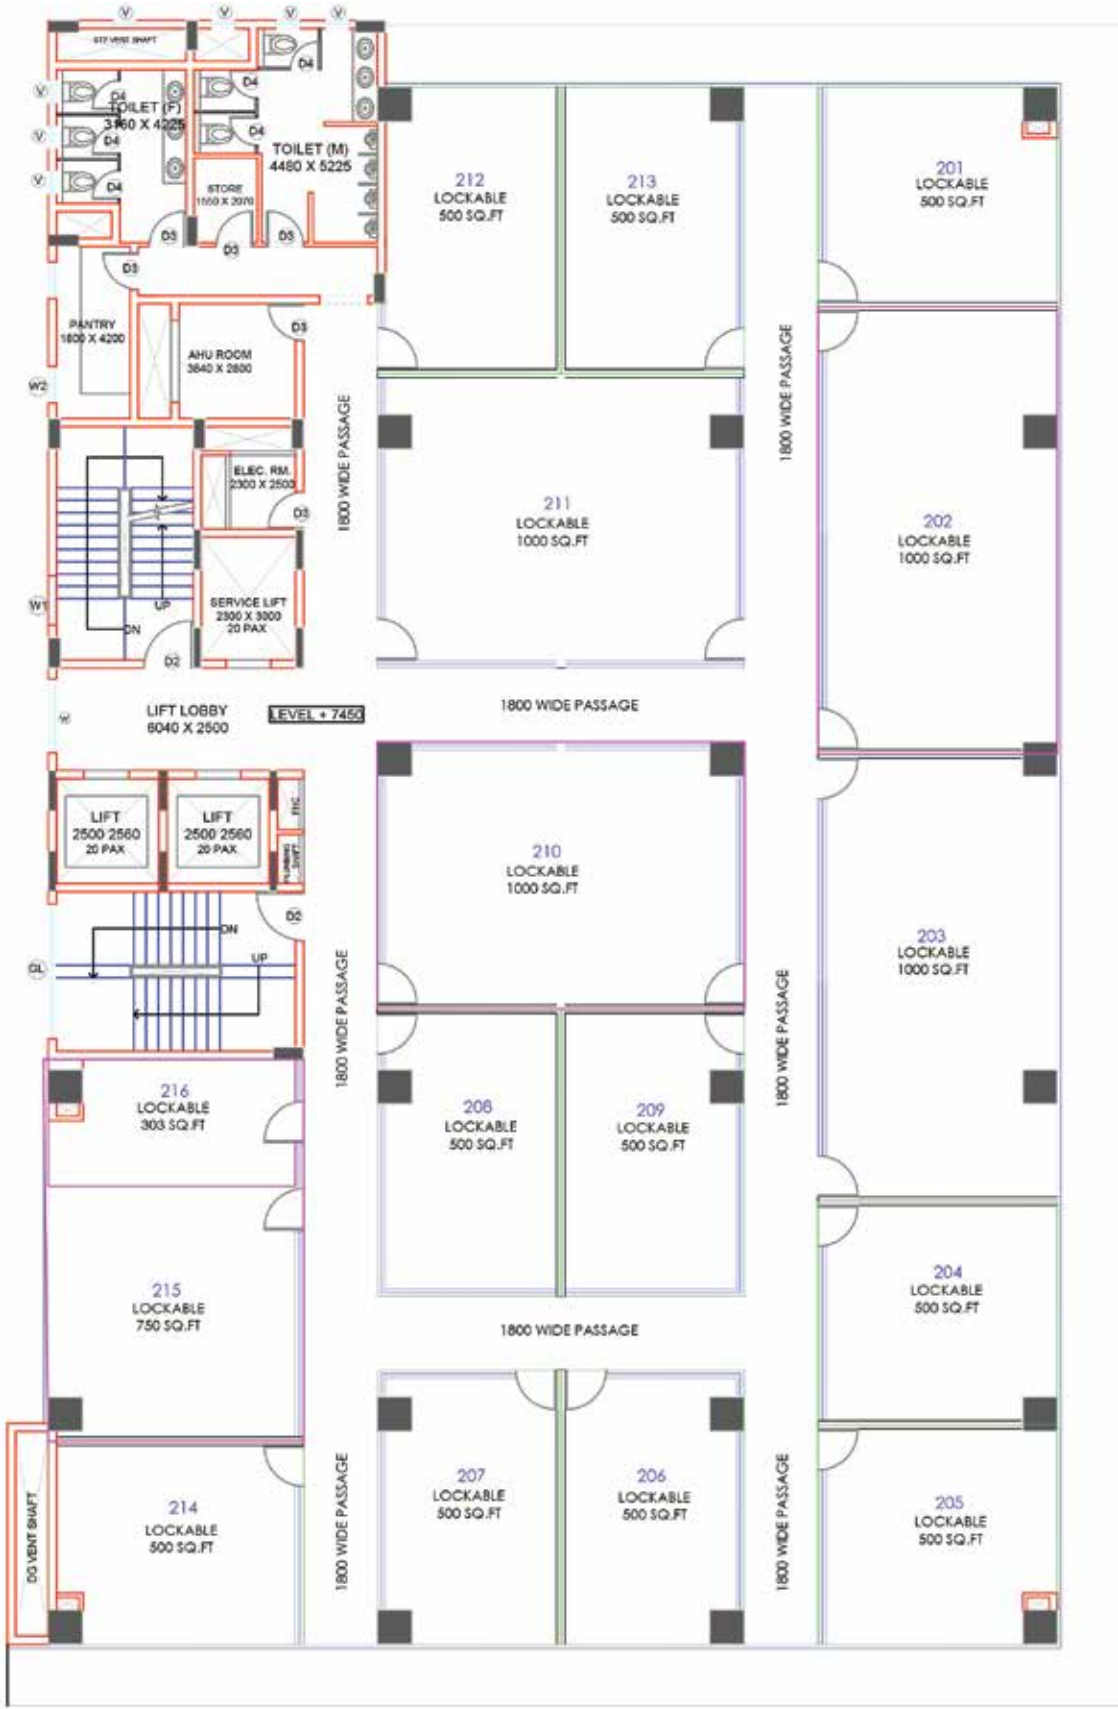 V
V
V
V
STP VENT SHAFT
D4
V
D4
D4
TOILET (F)
3160 X 4225
V
D4
D4
TOILET (M)
4480 X 5225
V
D4
STORE
1550 X 2070
D3
D3
D3
D3
212
LOCKABLE
500 SQ.FT
213
LOCKABLE
500 SQ.FT
201
LOCKABLE
500 SQ.FT
PANTRY
1800 X 4200
AHU ROOM
3640 X 2800
D3
W2
1800 WIDE PASSAGE
1800 WIDE PASSAGE
ELEC. RM.
2300 X 2500
D3
211
LOCKABLE
1000 SQ.FT
202
LOCKABLE
1000 SQ.FT
W1
UP
DN
SERVICE LIFT
2300 X 3000
20 PAX
D2
LIFT LOBBY
6040 X 2500
LEVEL + 7450
W
1800 WIDE PASSAGE
LIFT
2500 2560
20 PAX
LIFT
2500 2560
20 PAX
FHC
PLUMBING
SHAFT
210
LOCKABLE
1000 SQ.FT
D2
DN
UP
GL
203
LOCKABLE
1000 SQ.FT
1800 WIDE PASSAGE
1800 WIDE PASSAGE
216
LOCKABLE
303 SQ.FT
208
LOCKABLE
500 SQ.FT
209
LOCKABLE
500 SQ.FT
215
LOCKABLE
750 SQ.FT
204
LOCKABLE
500 SQ.FT
1800 WIDE PASSAGE
DG VENT SHAFT
214
LOCKABLE
500 SQ.FT
1800 WIDE PASSAGE
207
LOCKABLE
500 SQ.FT
206
LOCKABLE
500 SQ.FT
1800 WIDE PASSAGE
205
LOCKABLE
500 SQ.FT